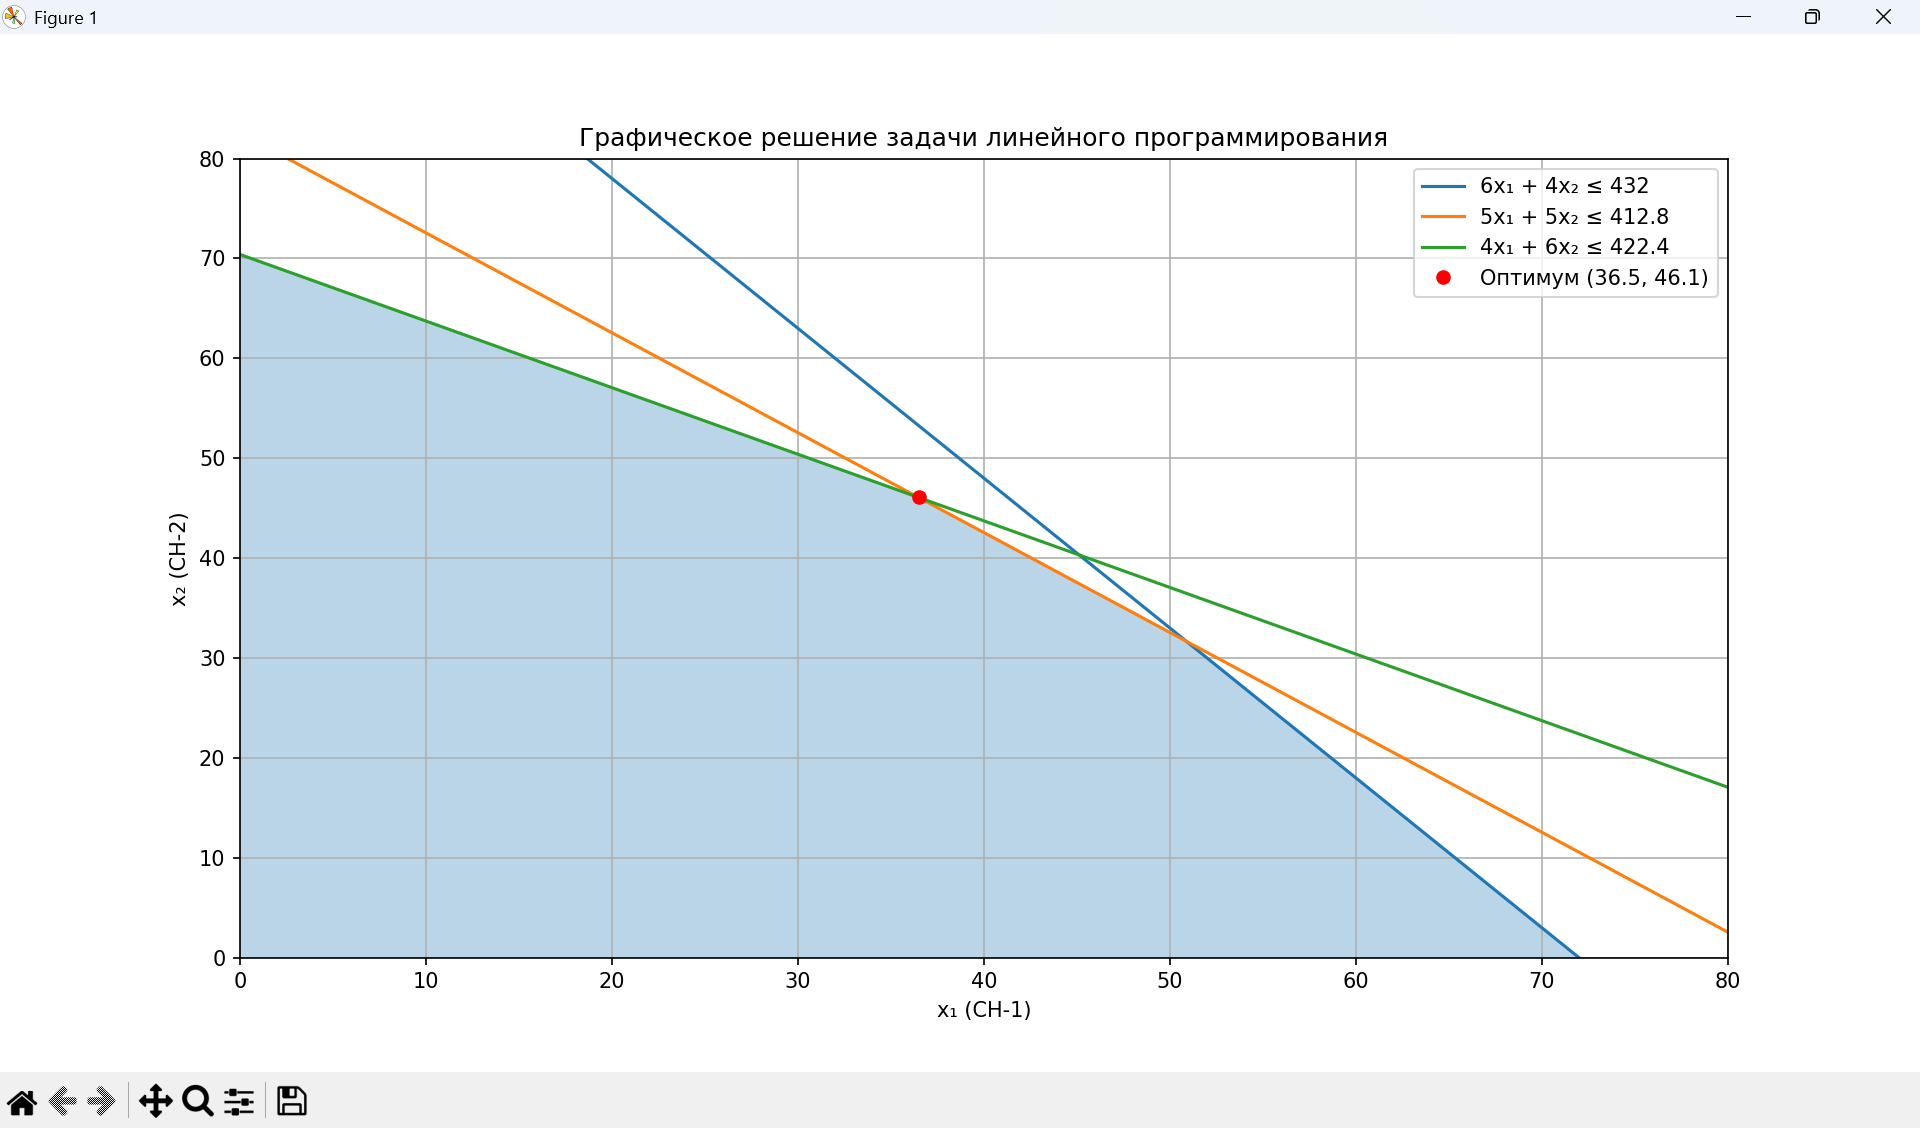 Figure 1
Графическое решение задачи линейного программирования
80
70
60
50
40
30
20
10
0
x₂ (СН-2)
6x₁ + 4x₂ ≤ 432
5x₁ + 5x₂ ≤ 412.8
4x₁ + 6x₂ ≤ 422.4
Оптимум (36.5, 46.1)
0 10 20 30 40 50 60 70 80
x₁ (СН-1)